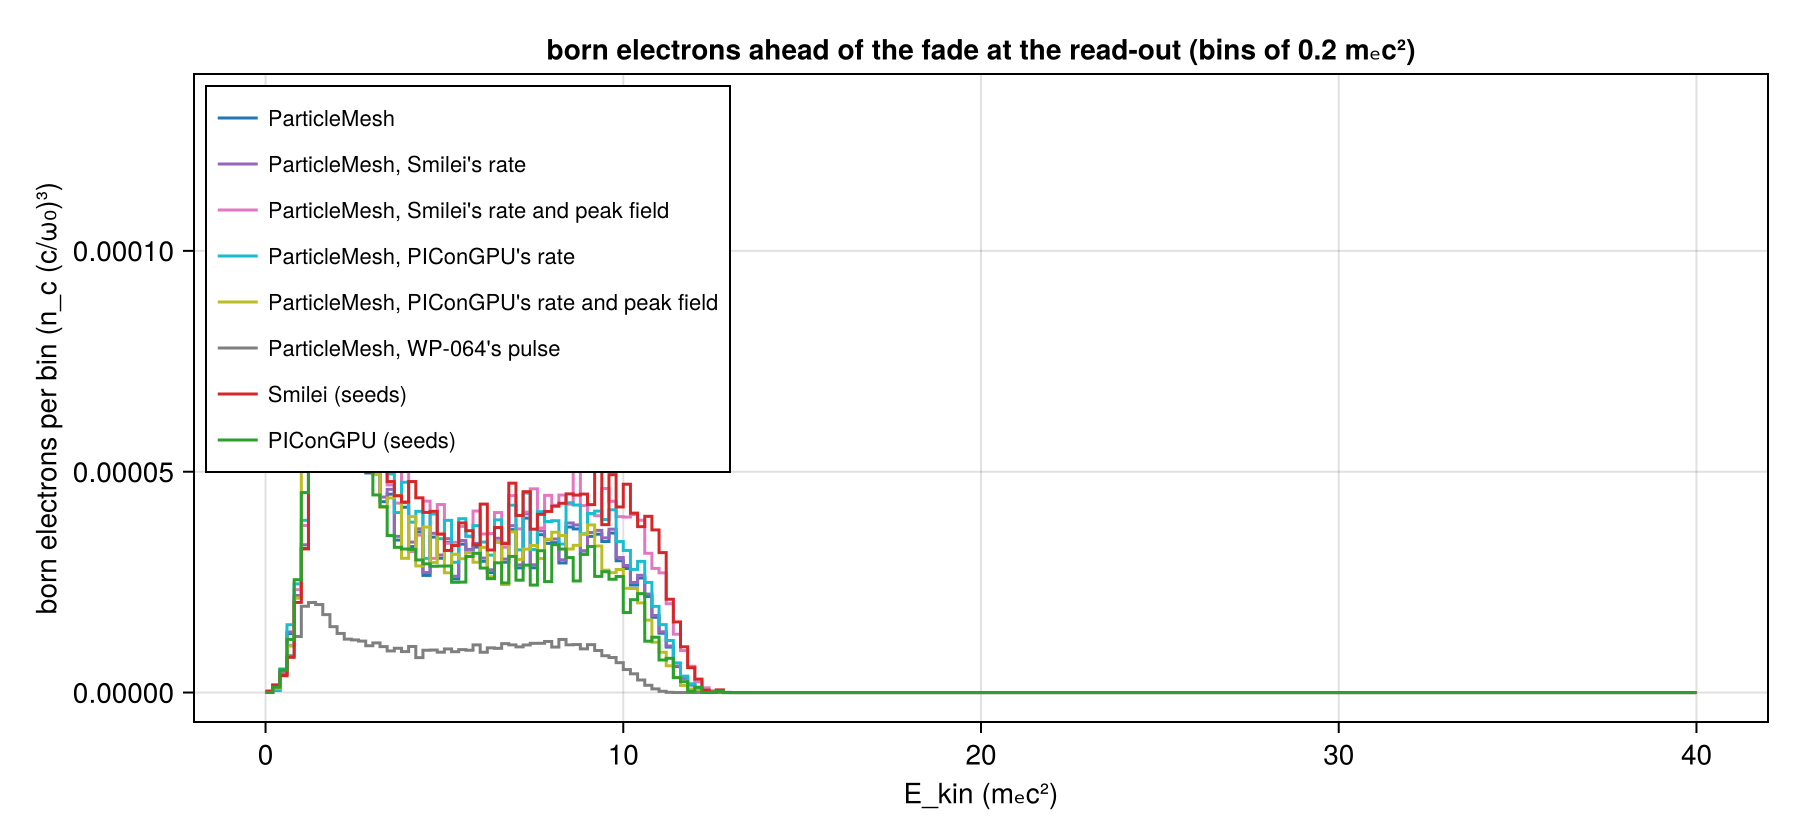 born electrons ahead of the fade at the read-out (bins of 0.2 mₑc²)
born electrons per bin (n_c (c/ω₀)³)
ParticleMesh
ParticleMesh, Smilei's rate
ParticleMesh, Smilei's rate and peak field
ParticleMesh, PIConGPU's rate
ParticleMesh, PIConGPU's rate and peak field
ParticleMesh, WP-064's pulse
Smilei (seeds)
PIConGPU (seeds)
0.00010
0.00005
0.00000
0 10 20 30 40
E_kin (mₑc²)